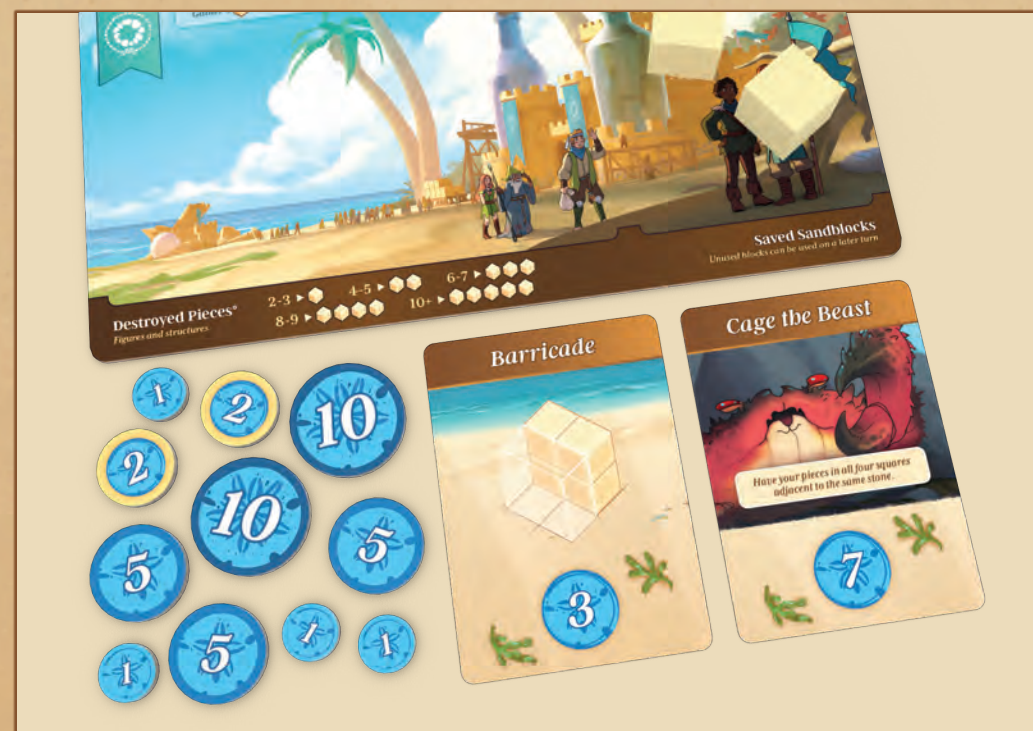 Saved Sandblocks
Unused blocks can be used on a later turn
Destroyed Pieces*
Figures and structures.
2-3 ▸
4-5 ▸
6-7 ▸
8-9 ▸
10+ ▸
Barricade
3
Cage the Beast
Have your pieces in all four squares
adjacent to the same stone.
7
1
2
10
2
10
5
5
5
1
1
1